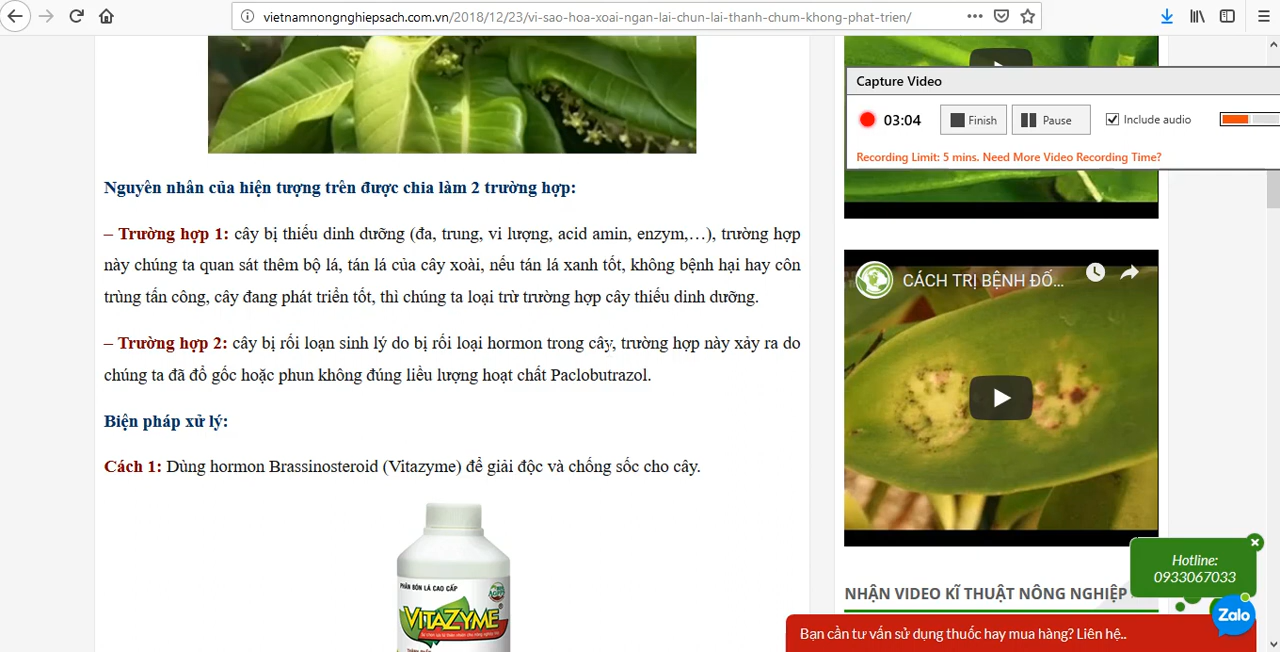 vietnamnongnghiepsach.com.vn/2018/12/23/vi-sao-hoa-xoai-ngan-lai-chun-lai-thanh-chum-khong-phat-trien/
Nguyên nhân của hiện tượng trên được chia làm 2 trường hợp:
– Trường hợp 1: cây bị thiếu dinh dưỡng (đa, trung, vi lượng, acid amin, enzym,…), trường hợp
này chúng ta quan sát thêm bộ lá, tán lá của cây xoài, nếu tán lá xanh tốt, không bệnh hại hay côn
trùng tấn công, cây đang phát triển tốt, thì chúng ta loại trừ trường hợp cây thiếu dinh dưỡng.
– Trường hợp 2: cây bị rối loạn sinh lý do bị rối loại hormon trong cây, trường hợp này xảy ra do
chúng ta đã đổ gốc hoặc phun không đúng liều lượng hoạt chất Paclobutrazol.
Biện pháp xử lý:
Cách 1: Dùng hormon Brassinosteroid (Vitazyme) để giải độc và chống sốc cho cây.
PHÂN BÓN LÁ CAO CẤP
VITAZYME
Capture Video
03:04
Finish
Pause
Include audio
Recording Limit: 5 mins. Need More Video Recording Time?
CÁCH TRỊ BỆNH ĐỐ...
Hotline:
0933067033
NHẬN VIDEO KĨ THUẬT NÔNG NGHIỆP
Zalo
Bạn cần tư vấn sử dụng thuốc hay mua hàng? Liên hệ..